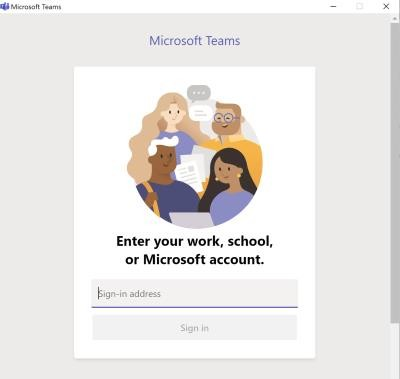 Microsoft Teams
Microsoft Teams
Enter your work, school,
or Microsoft account.
Sign-in address
Sign in